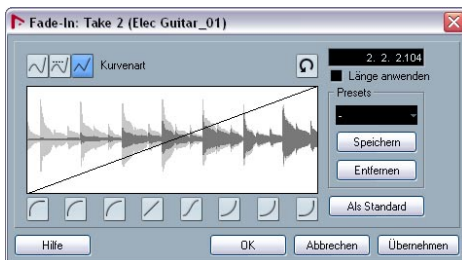 Fade-In: Take 2 (Elec Guitar_01)
Kurvenart
2. 2. 2.104
Länge anwenden
Presets
-
Speichern
Entfernen
Als Standard
Hilfe
OK
Abbrechen
Übernehmen